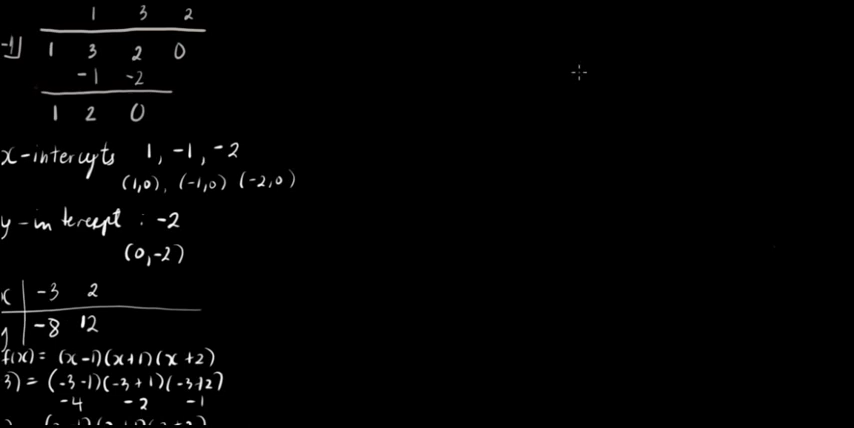 1 3 2
-1 1 3 2 0
-1 -2
1 2 0
x-intercepts 1, -1, -2
(1,0), (-1,0) (-2,0)
y-intercept : -2
(0,-2)
x -3 2
y -8 12
f(x) = (x-1)(x+1)(x+2)
3) = (-3-1)(-3+1)(-3+2)
-4 -2 -1